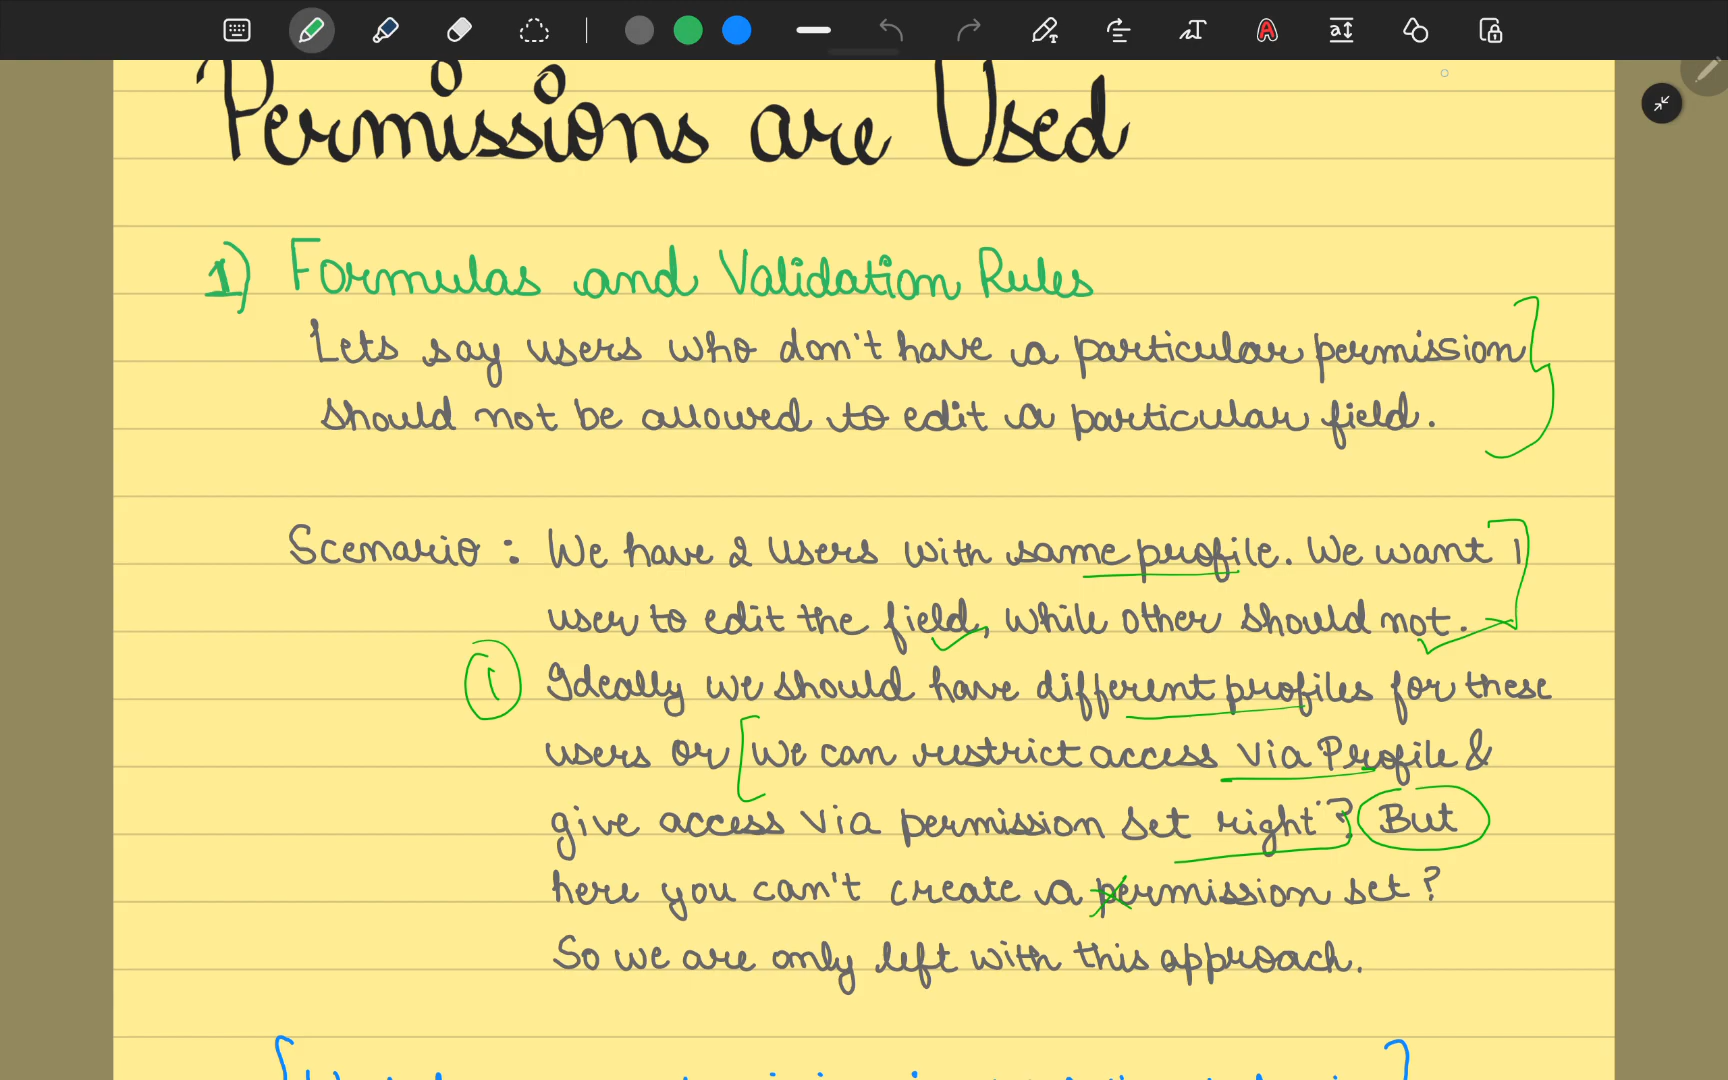 Permissions are Used
1) Formulas and Validation Rules
Lets say users who don't have a particular permission
should not be allowed to edit a particular field.
Scenario : We have 2 users with same profile. We want 1
user to edit the field, while other should not.
1 Ideally we should have different profiles for these
users or [we can restrict access via Profile &
give access via permission set right? But
here you can't create a permission set?
So we are only left with this approach.